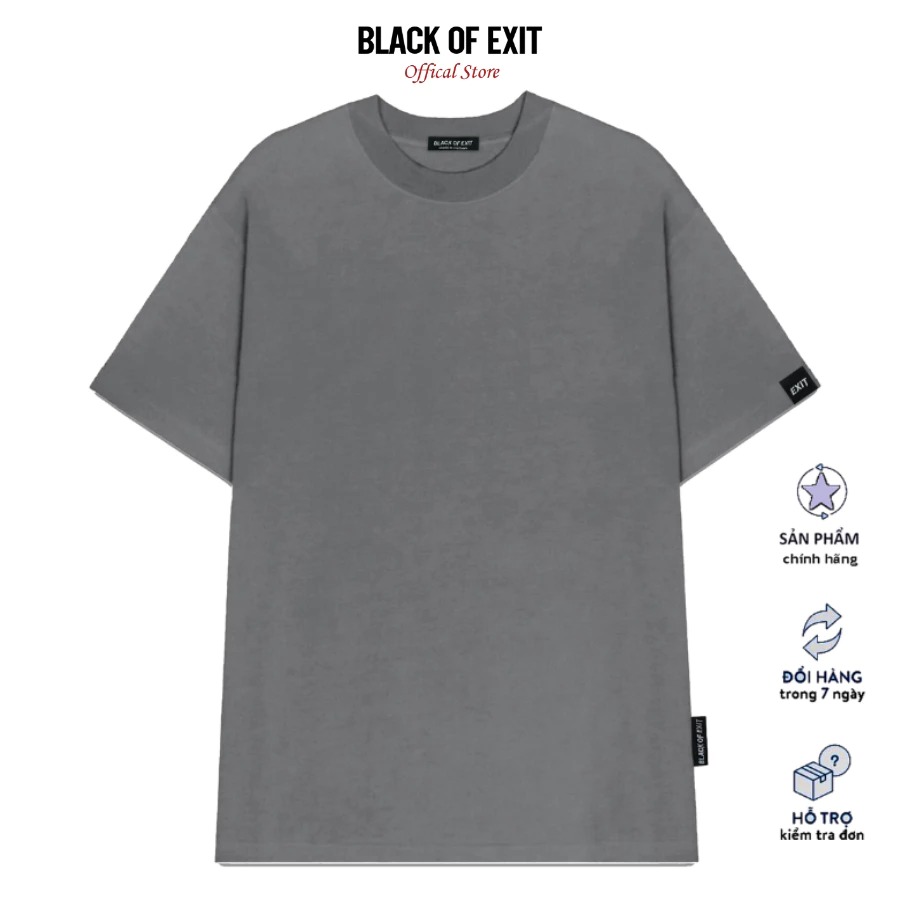 BLACK OF EXIT
Offical Store
BLACK OF EXIT
EXIT
SẢN PHẨM
chính hãng
ĐỔI HÀNG
trong 7 ngày
BLACK OF EXIT
?
HỖ TRỢ
kiểm tra đơn